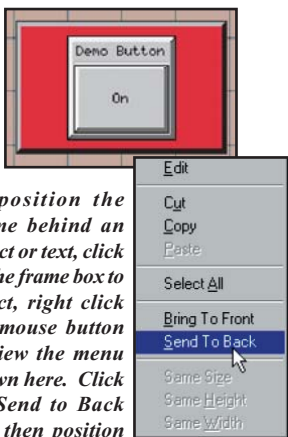 Demo Button
On
position the
me behind an
ct or text, click
he frame box to
ct, right click
mouse button
iew the menu
wn here. Click
Send to Back
then position
Edit
Cut
Copy
Paste
Select All
Bring To Front
Send To Back
Same Size
Same Height
Same Width